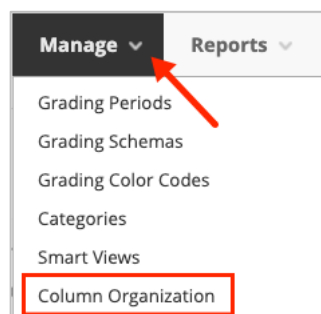 Manage Reports
Grading Periods
Grading Schemas
Grading Color Codes
Categories
Smart Views
Column Organization